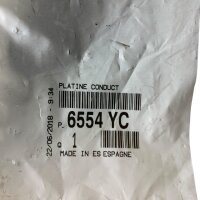 PLATINE CONDUCT
P. 6554 YC
Q 1
MADE IN ES ESPAGNE
22/06/2018 - 9:34